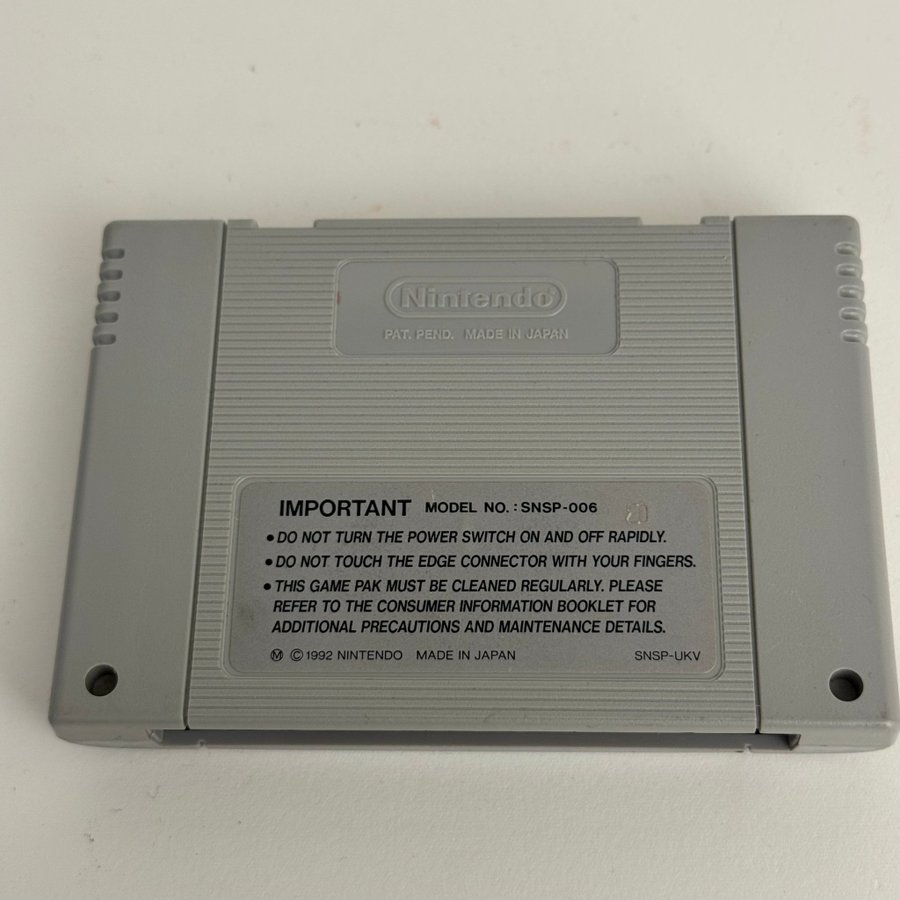 Nintendo®
PAT. PEND. MADE IN JAPAN
IMPORTANT MODEL NO. : SNSP-006
• DO NOT TURN THE POWER SWITCH ON AND OFF RAPIDLY.
• DO NOT TOUCH THE EDGE CONNECTOR WITH YOUR FINGERS.
• THIS GAME PAK MUST BE CLEANED REGULARLY. PLEASE
REFER TO THE CONSUMER INFORMATION BOOKLET FOR
ADDITIONAL PRECAUTIONS AND MAINTENANCE DETAILS.
Ⓜ © 1992 NINTENDO MADE IN JAPAN SNSP-UKV